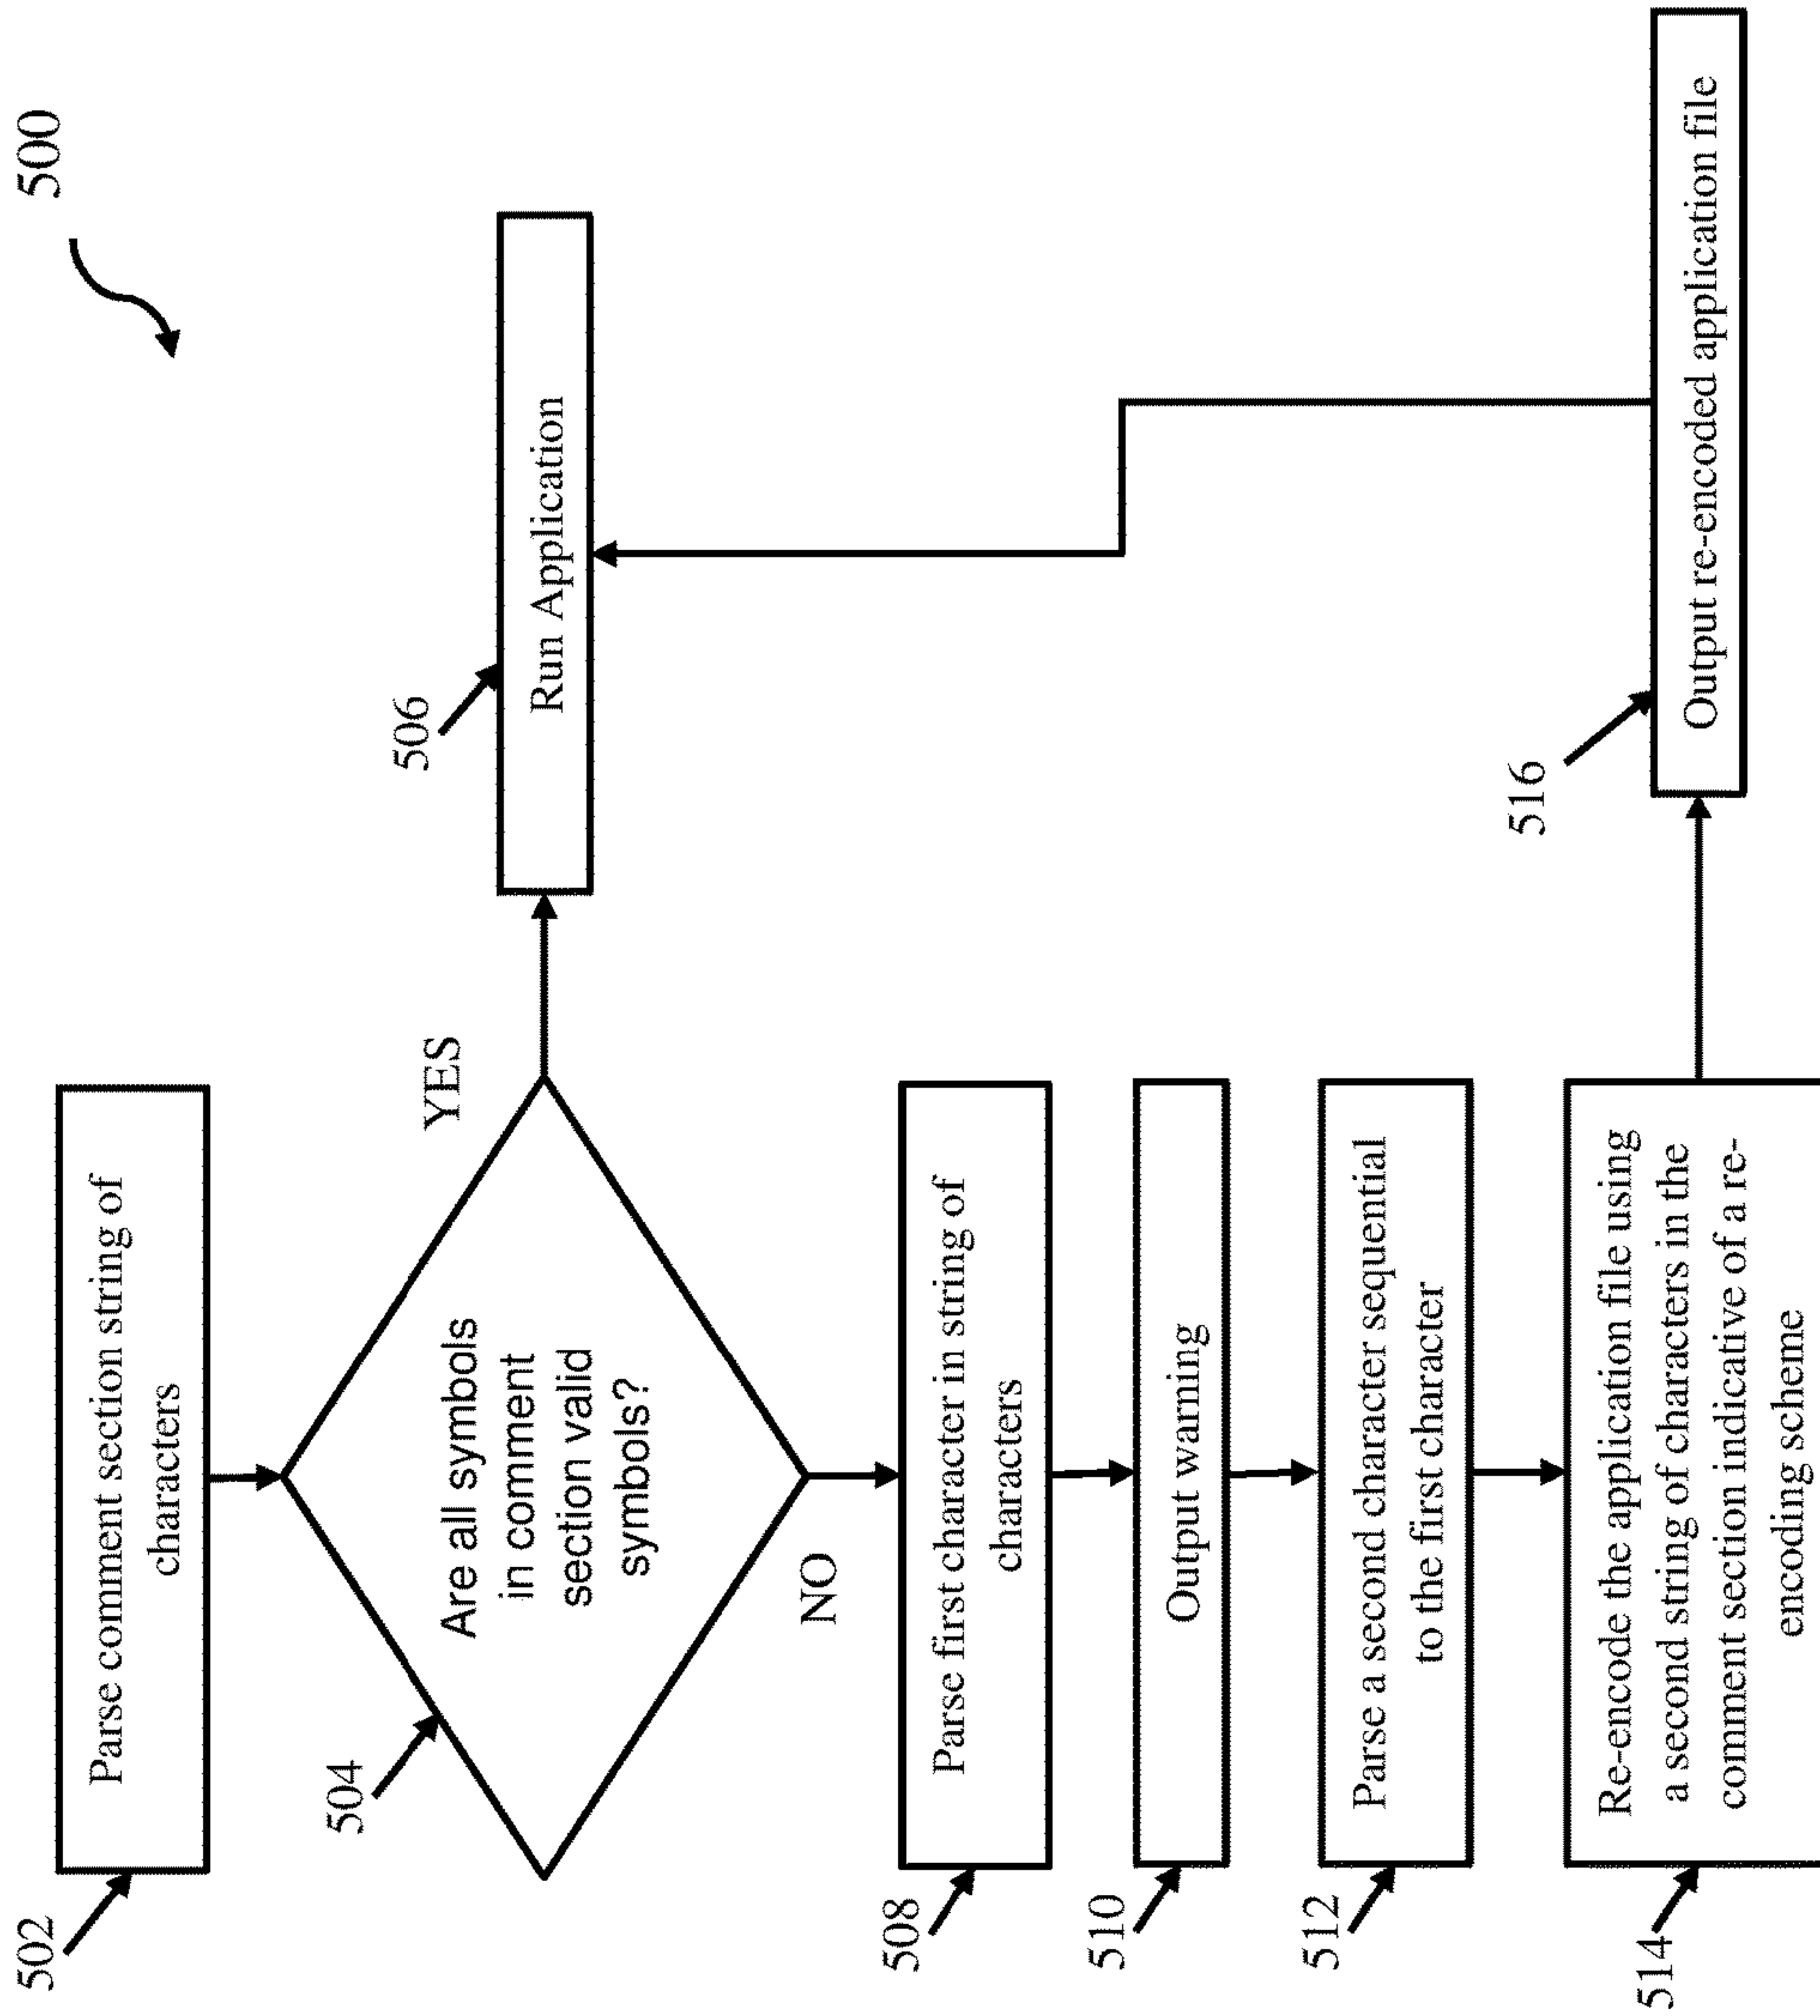 500
502
Parse comment section string of
characters
504
Are all symbols
in comment
section valid
symbols?
YES
506
Run Application
NO
508
Parse first character in string of
characters
510
Output warning
512
Parse a second character sequential
to the first character
514
Re-encode the application file using
a second string of characters in the
comment section indicative of a re-
encoding scheme
516
Output re-encoded application file